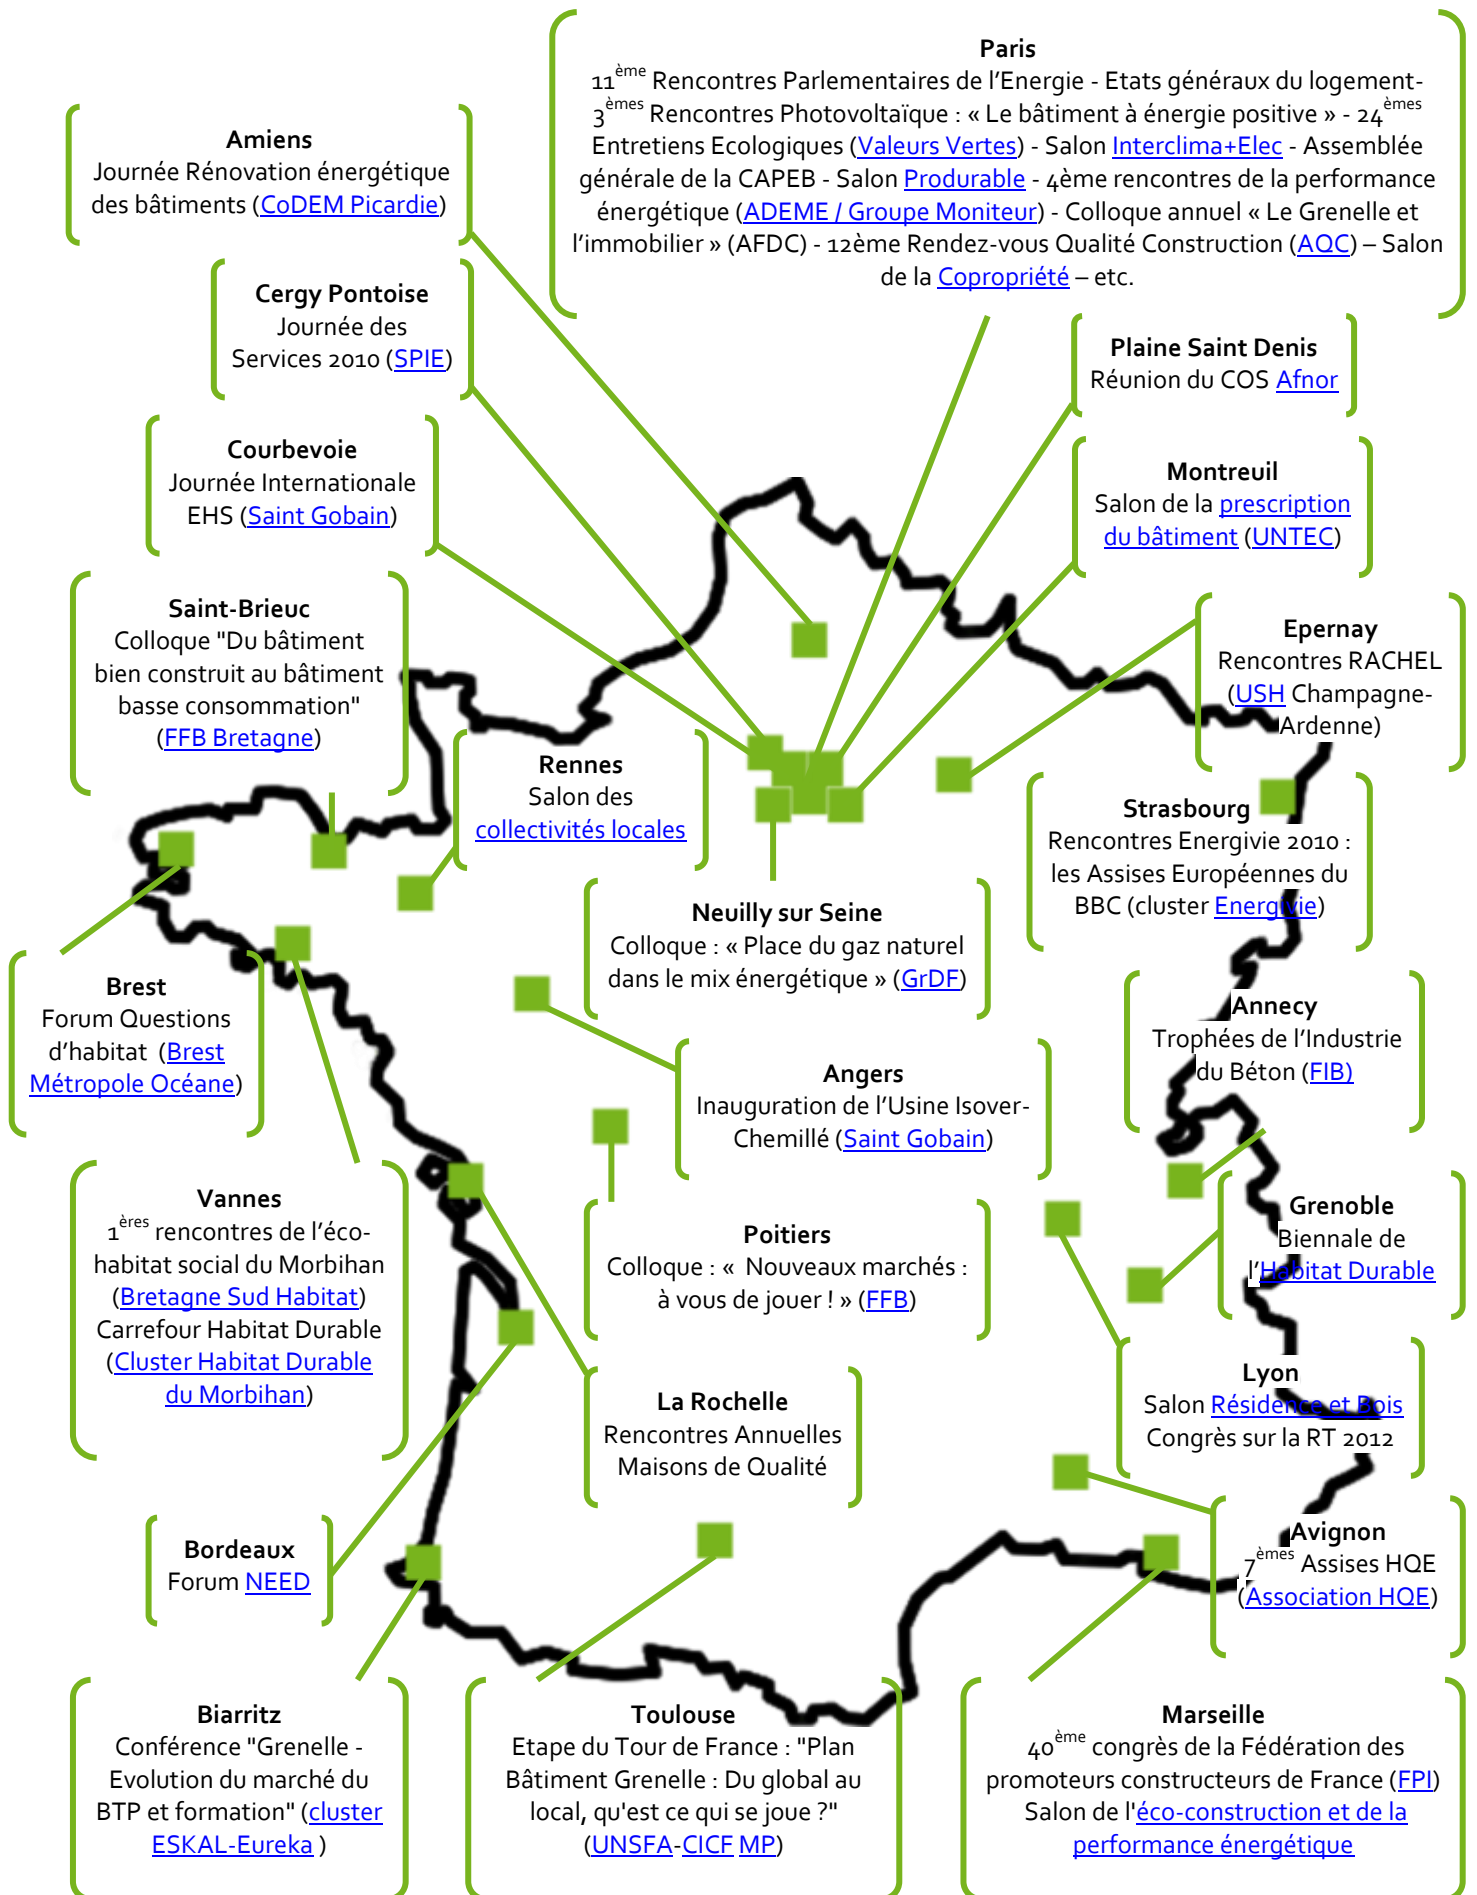 Paris
11ème Rencontres Parlementaires de l’Energie - Etats généraux du logement-
3èmes Rencontres Photovoltaïque : « Le bâtiment à énergie positive » - 24èmes
Entretiens Ecologiques (Valeurs Vertes) - Salon Interclima+Elec - Assemblée
générale de la CAPEB - Salon Produrable - 4ème rencontres de la performance
énergétique (ADEME / Groupe Moniteur) - Colloque annuel « Le Grenelle et
l’immobilier » (AFDC) - 12ème Rendez-vous Qualité Construction (AQC) – Salon
de la Copropriété – etc.
Amiens
Journée Rénovation énergétique
des bâtiments (CoDEM Picardie)
Cergy Pontoise
Journée des
Services 2010 (SPIE)
Plaine Saint Denis
Réunion du COS Afnor
Courbevoie
Journée Internationale
EHS (Saint Gobain)
Montreuil
Salon de la prescription
du bâtiment (UNTEC)
Saint-Brieuc
Colloque "Du bâtiment
bien construit au bâtiment
basse consommation"
(FFB Bretagne)
Epernay
Rencontres RACHEL
(USH Champagne-
Ardenne)
Rennes
Salon des
collectivités locales
Strasbourg
Rencontres Energivie 2010 :
les Assises Européennes du
BBC (cluster Energivie)
Neuilly sur Seine
Colloque : « Place du gaz naturel
dans le mix énergétique » (GrDF)
Brest
Forum Questions
d’habitat (Brest
Métropole Océane)
Annecy
Trophées de l’Industrie
du Béton (FIB)
Angers
Inauguration de l’Usine Isover-
Chemillé (Saint Gobain)
Vannes
1ères rencontres de l’éco-
habitat social du Morbihan
(Bretagne Sud Habitat)
Carrefour Habitat Durable
(Cluster Habitat Durable
du Morbihan)
Poitiers
Colloque : « Nouveaux marchés :
à vous de jouer ! » (FFB)
Grenoble
Biennale de
l’Habitat Durable
La Rochelle
Rencontres Annuelles
Maisons de Qualité
Lyon
Salon Résidence et Bois
Congrès sur la RT 2012
Bordeaux
Forum NEED
Avignon
7èmes Assises HQE
(Association HQE)
Biarritz
Conférence "Grenelle -
Evolution du marché du
BTP et formation" (cluster
ESKAL-Eureka )
Toulouse
Etape du Tour de France : "Plan
Bâtiment Grenelle : Du global au
local, qu'est ce qui se joue ?"
(UNSFA-CICF MP)
Marseille
40ème congrès de la Fédération des
promoteurs constructeurs de France (FPI)
Salon de l'éco-construction et de la
performance énergétique